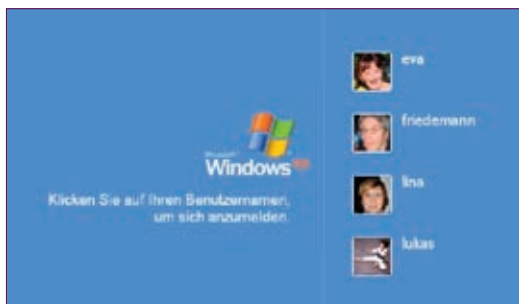 Microsoft
Windows xp
Klicken Sie auf Ihren Benutzernamen,
um sich anzumelden.
eva
friedemann
lina
lukas